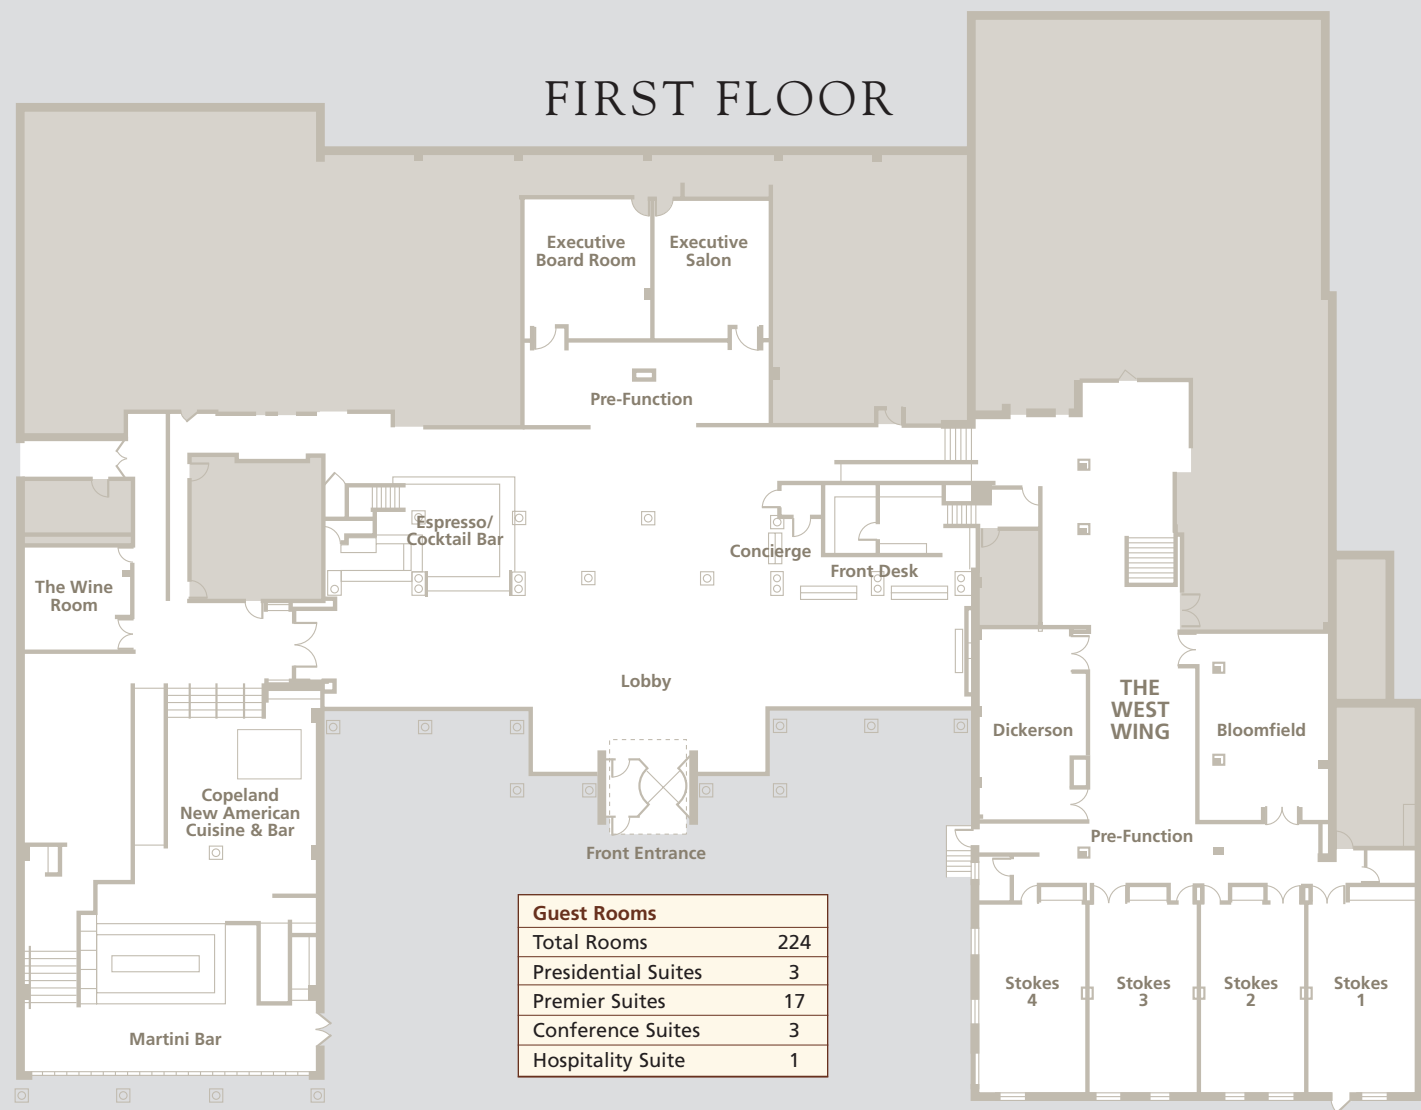 FIRST FLOOR
Executive
Board Room
Executive
Salon
Pre-Function
Espresso/
Cocktail Bar
Concierge
Front Desk
The Wine
Room
Lobby
THE
WEST
WING
Dickerson
Bloomfield
Copeland
New American
Cuisine & Bar
Pre-Function
Front Entrance
Guest Rooms
Total Rooms 224
Presidential Suites 3
Premier Suites 17
Conference Suites 3
Hospitality Suite 1
Stokes
4
Stokes
3
Stokes
2
Stokes
1
Martini Bar